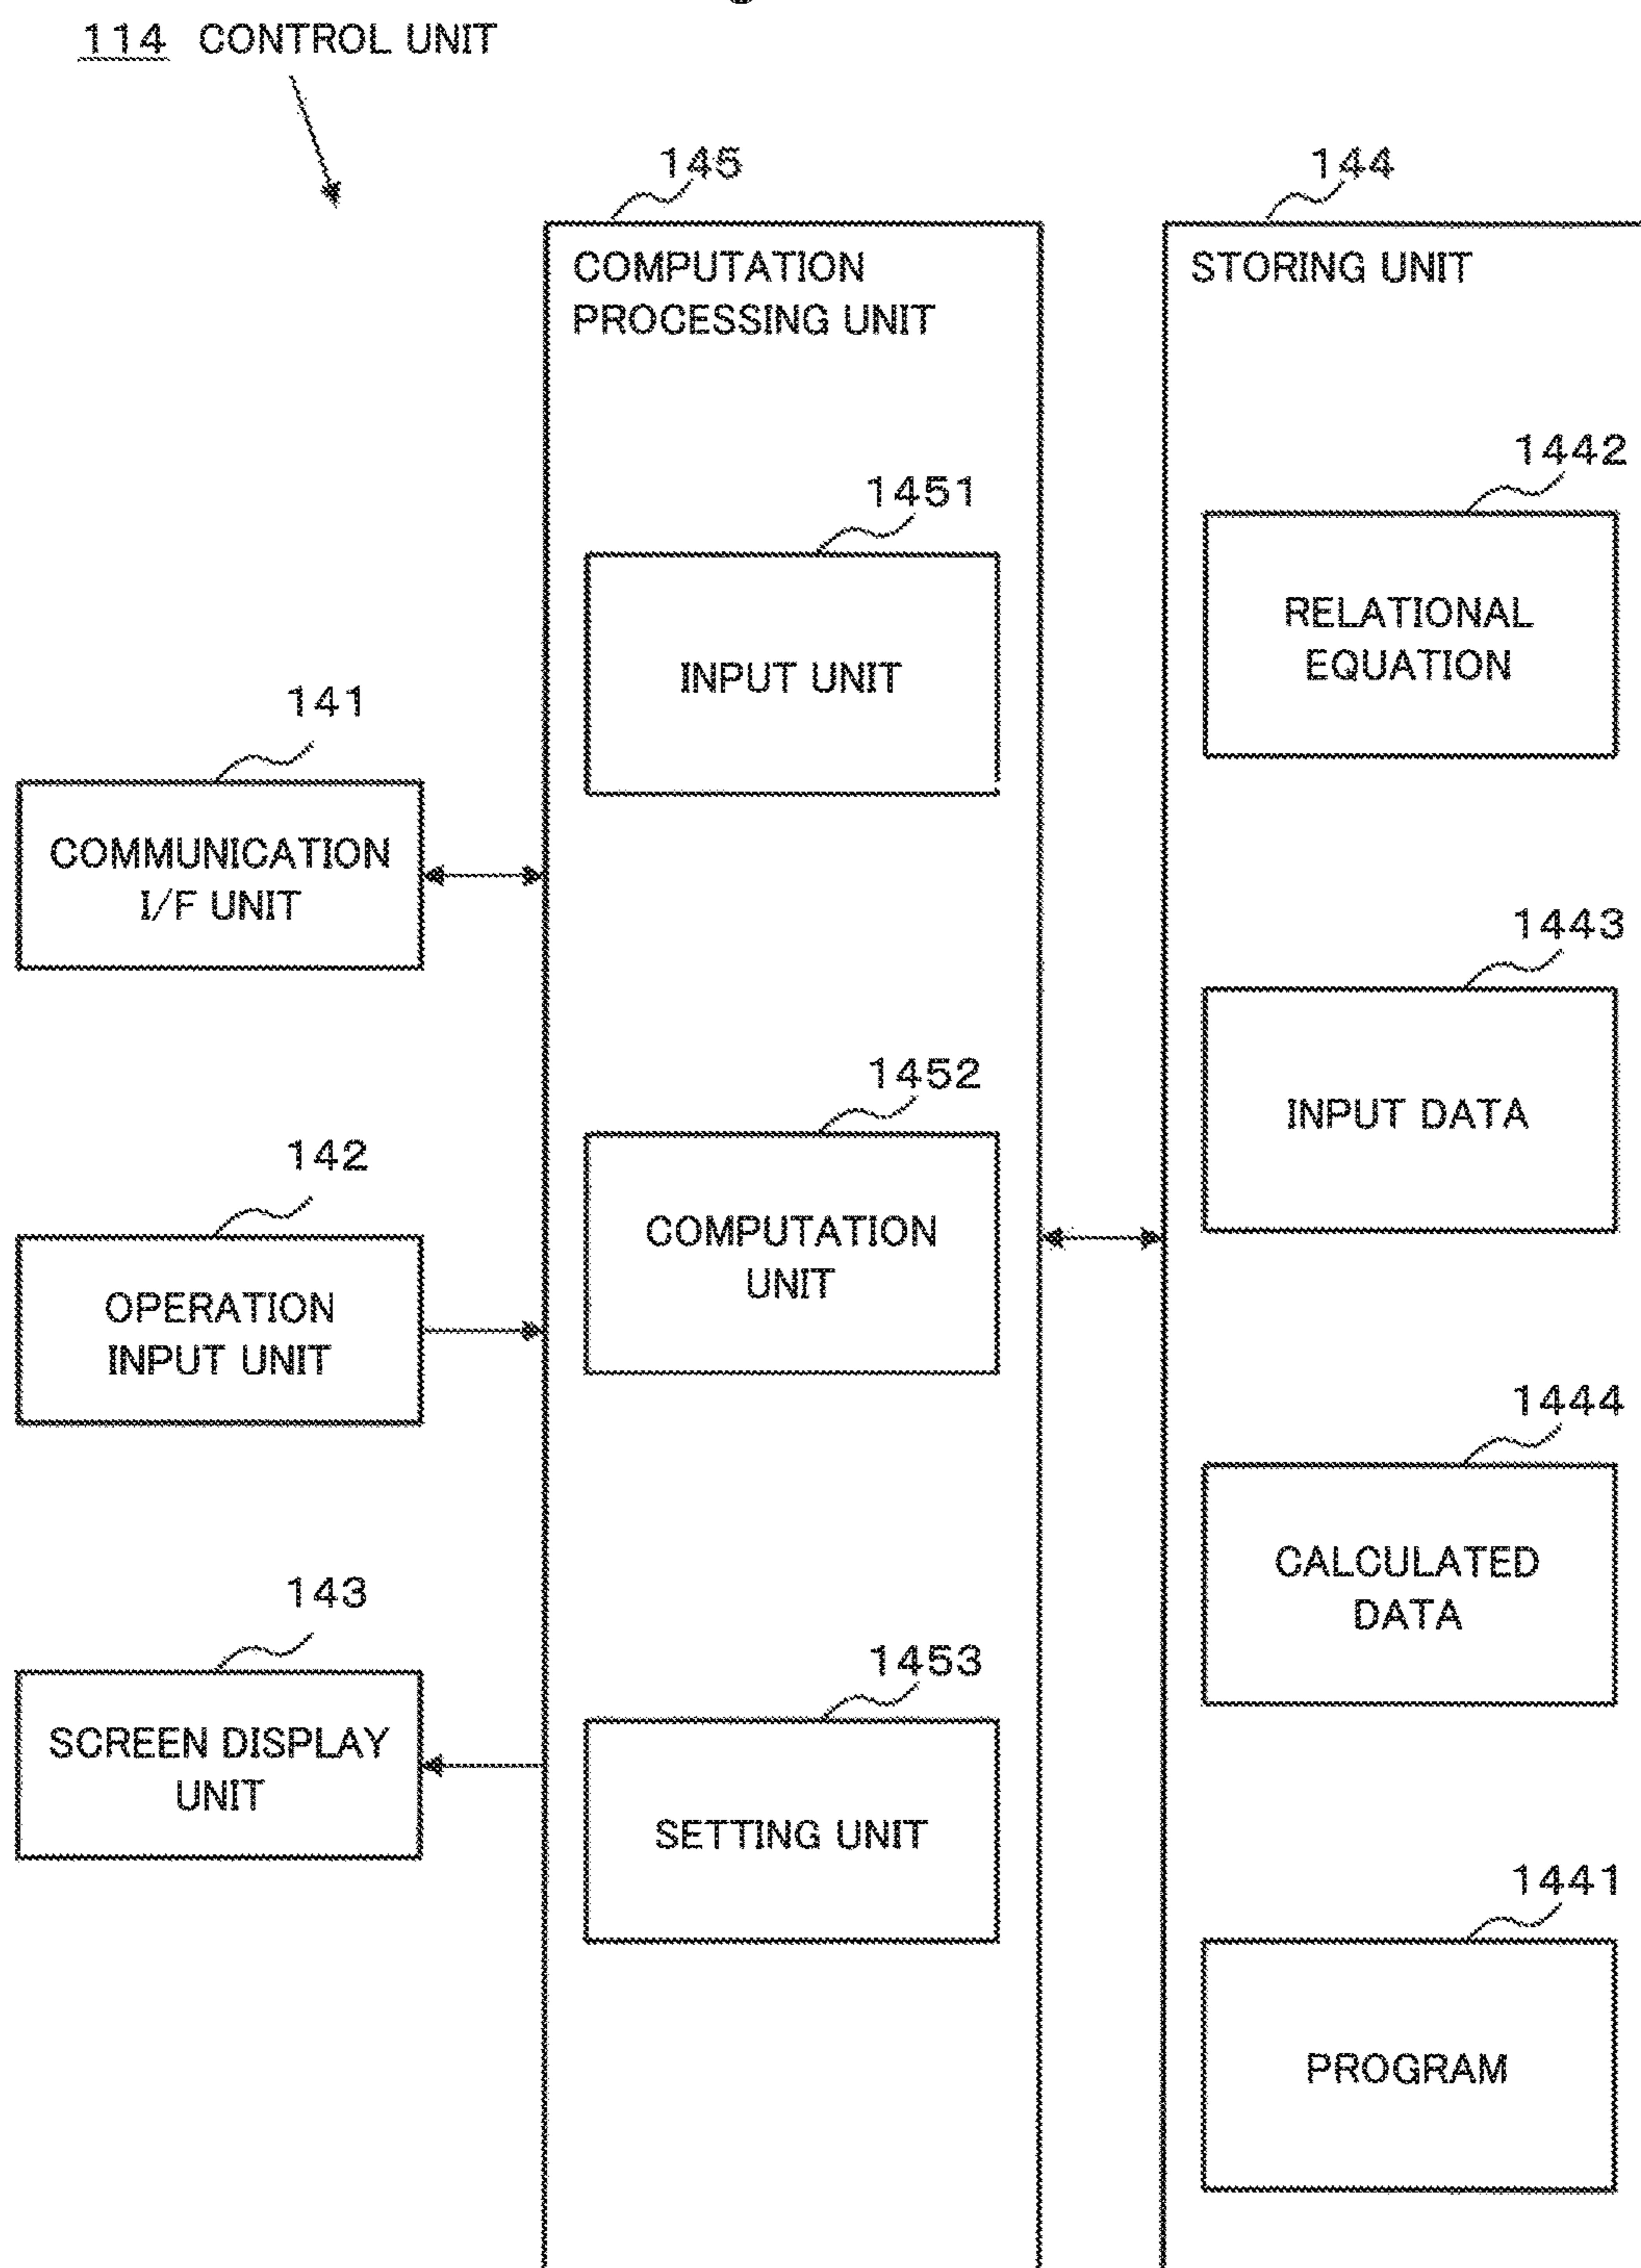 114 CONTROL UNIT
145
COMPUTATION
PROCESSING UNIT
1451
INPUT UNIT
1452
COMPUTATION
UNIT
1453
SETTING UNIT
141
COMMUNICATION
I/F UNIT
142
OPERATION
INPUT UNIT
143
SCREEN DISPLAY
UNIT
144
STORING UNIT
1442
RELATIONAL
EQUATION
1443
INPUT DATA
1444
CALCULATED
DATA
1441
PROGRAM